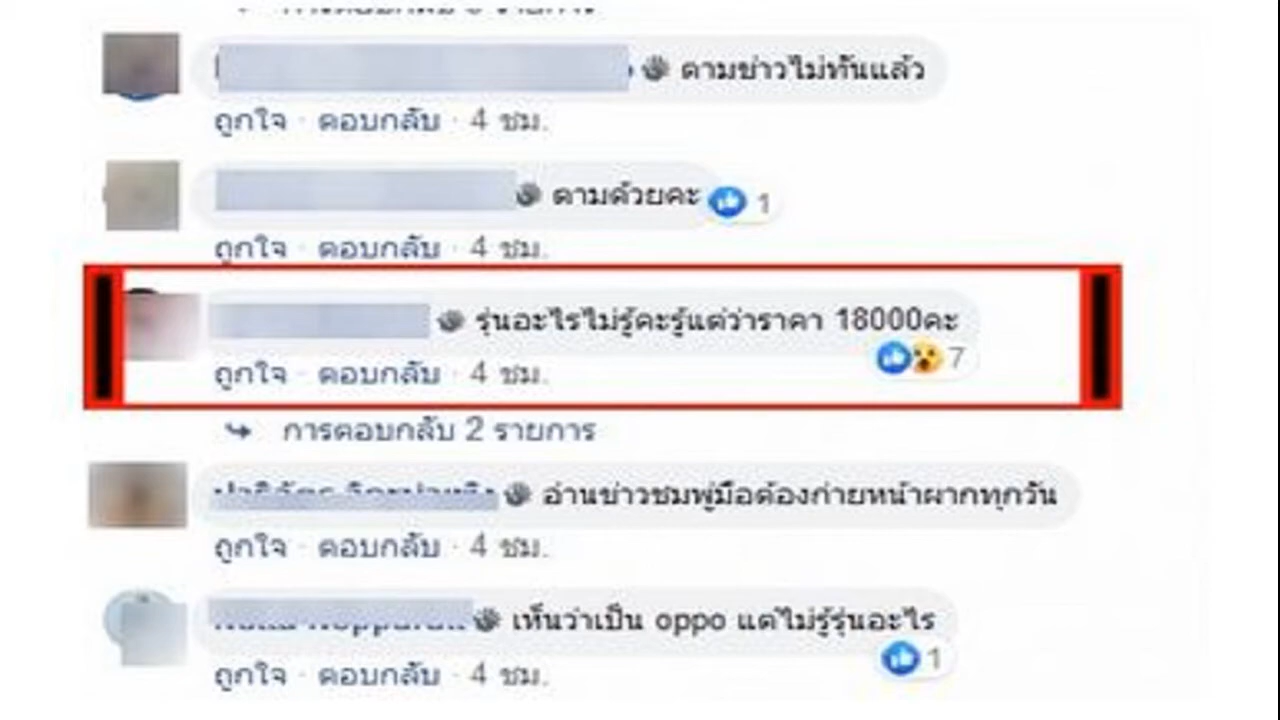 ตามข่าวไม่ทันแล้ว
ถูกใจ · ตอบกลับ · 4 ชม.
ตามด้วยคะ 1
ถูกใจ · ตอบกลับ · 4 ชม.
รุ่นอะไรไม่รู้คะรู้แต่ว่าราคา 18000คะ
7
ถูกใจ · ตอบกลับ · 4 ชม.
การตอบกลับ 2 รายการ
อ่านข่าวชมพู่มือต้องก่ายหน้าผากทุกวัน
ถูกใจ · ตอบกลับ · 4 ชม.
เห็นว่าเป็น oppo แต่ไม่รู้รุ่นอะไร
1
ถูกใจ · ตอบกลับ · 4 ชม.